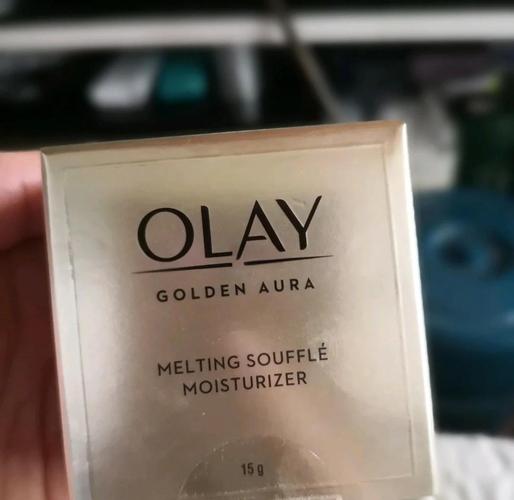 OLAY
GOLDEN AURA
MELTING SOUFFLÉ
MOISTURIZER
15 g